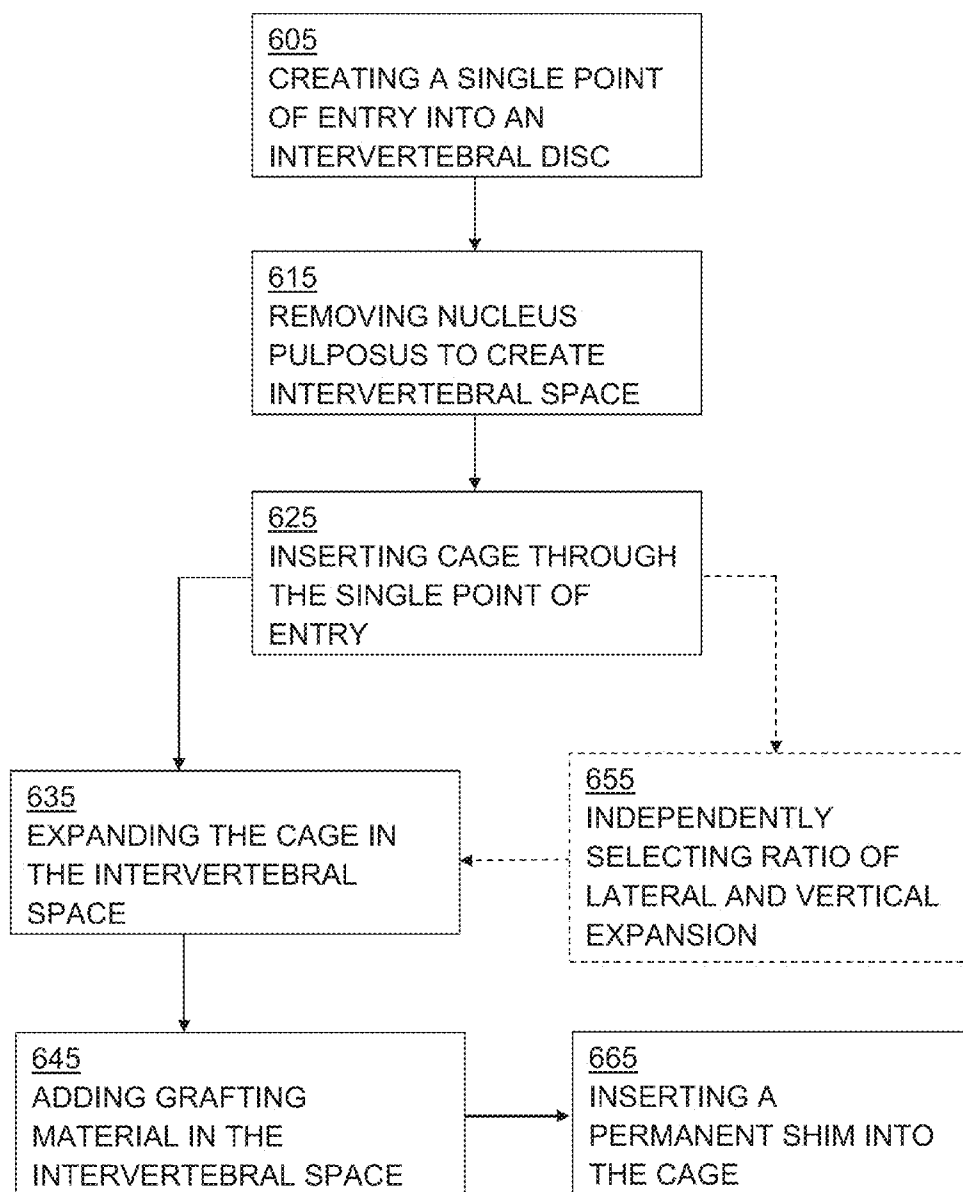 605
CREATING A SINGLE POINT
OF ENTRY INTO AN
INTERVERTEBRAL DISC
615
REMOVING NUCLEUS
PULPOSUS TO CREATE
INTERVERTEBRAL SPACE
625
INSERTING CAGE THROUGH
THE SINGLE POINT OF
ENTRY
635
EXPANDING THE CAGE IN
THE INTERVERTEBRAL
SPACE
655
INDEPENDENTLY
SELECTING RATIO OF
LATERAL AND VERTICAL
EXPANSION
645
ADDING GRAFTING
MATERIAL IN THE
INTERVERTEBRAL SPACE
665
INSERTING A
PERMANENT SHIM INTO
THE CAGE